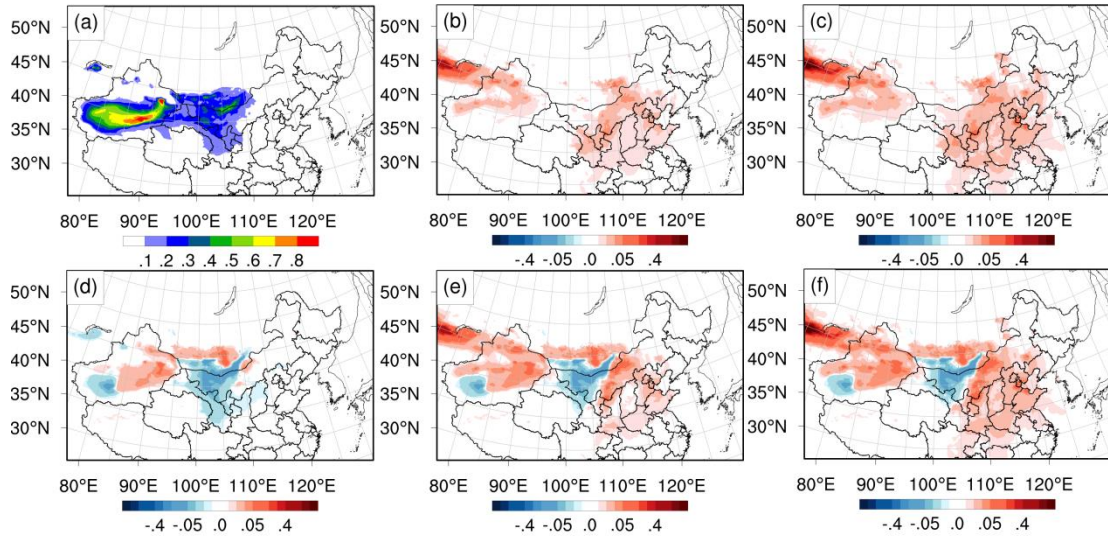 (a) (b) (c)
50°N 50°N 50°N
45°N 45°N 45°N
40°N 40°N 40°N
35°N 35°N 35°N
30°N 30°N 30°N
80°E 90°E 100°E 110°E 120°E 80°E 90°E 100°E 110°E 120°E 80°E 90°E 100°E 110°E 120°E
.1 .2 .3 .4 .5 .6 .7 .8 -.4 -.05 .0 .05 .4 -.4 -.05 .0 .05 .4
(d) (e) (f)
50°N 50°N 50°N
45°N 45°N 45°N
40°N 40°N 40°N
35°N 35°N 35°N
30°N 30°N 30°N
80°E 90°E 100°E 110°E 120°E 80°E 90°E 100°E 110°E 120°E 80°E 90°E 100°E 110°E 120°E
-.4 -.05 .0 .05 .4 -.4 -.05 .0 .05 .4 -.4 -.05 .0 .05 .4